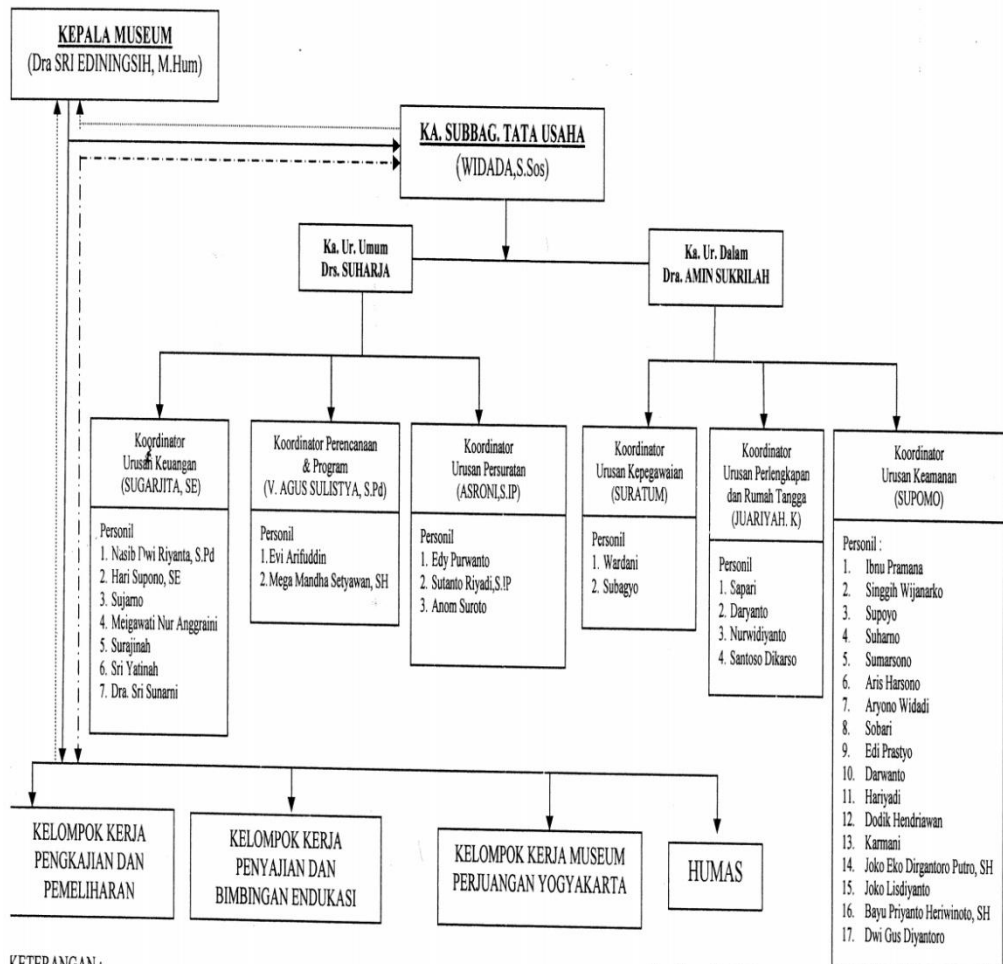 KEPALA MUSEUM
(Dra SRI EDININGSIH, M.Hum)
KA. SUBBAG. TATA USAHA
(WIDADA,S.Sos)
Ka. Ur. Umum
Drs. SUHARJA
Ka. Ur. Dalam
Dra. AMIN SUKRILAH
Koordinator
Urusan Keuangan
(SUGARJITA, SE)
Personil
1. Nasib Dwi Riyanta, S.Pd
2. Hari Supono, SE
3. Sujarno
4. Meigawati Nur Anggraini
5. Surajinah
6. Sri Yatinah
7. Dra. Sri Sunarni
Koordinator Perencanaan
& Program
(V. AGUS SULISTYA, S.Pd)
Personil
1. Evi Arifuddin
2. Mega Mandha Setyawan, SH
Koordinator
Urusan Persuratan
(ASRONI,S.IP)
Personil
1. Edy Purwanto
2. Sutanto Riyadi,S.IP
3. Anom Suroto
Koordinator
Urusan Kepegawaian
(SURATUM)
Personil
1. Wardani
2. Subagyo
Koordinator
Urusan Perlengkapan
dan Rumah Tangga
(JUARIYAH. K)
Personil
1. Sapari
2. Daryanto
3. Nurwidiyanto
4. Santoso Dikarso
Koordinator
Urusan Keamanan
(SUPOMO)
Personil :
1. Ibnu Pramana
2. Singgih Wijanarko
3. Supoyo
4. Suharno
5. Sumarsono
6. Aris Harsono
7. Aryono Widadi
8. Sobari
9. Edi Prastyo
10. Darwanto
11. Hariyadi
12. Dodik Hendriawan
13. Karmani
14. Joko Eko Dirgantoro Putro, SH
15. Joko Lisdiyanto
16. Bayu Priyanto Heriwinoto, SH
17. Dwi Gus Diyantoro
KELOMPOK KERJA
PENGKAJIAN DAN
PEMELIHARAN
KELOMPOK KERJA
PENYAJIAN DAN
BIMBINGAN ENDUKASI
KELOMPOK KERJA MUSEUM
PERJUANGAN YOGYAKARTA
HUMAS
KETERANGAN :